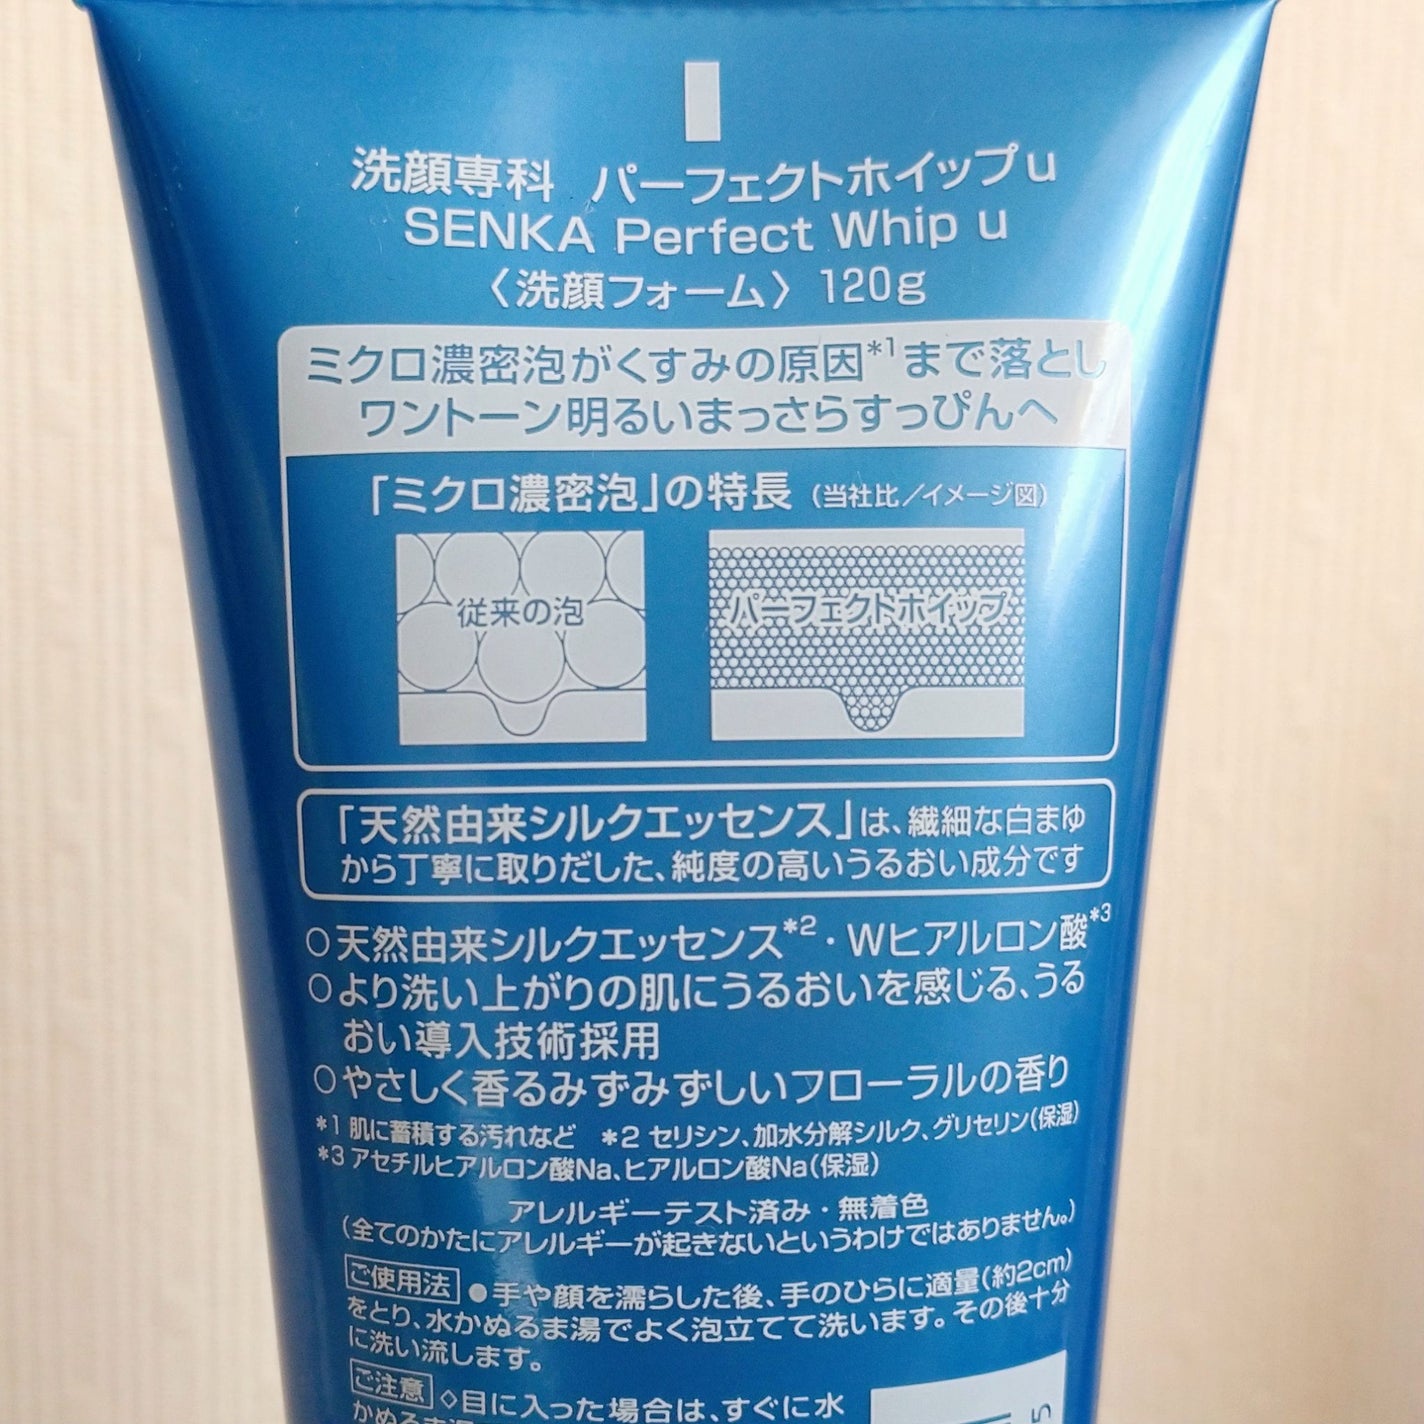 洗顔専科 パーフェクトホイップu
SENKA Perfect Whip u
〈洗顔フォーム〉120g
ミクロ濃密泡がくすみの原因*1まで落とし
ワントーン明るいまっさらすっぴんへ
「ミクロ濃密泡」の特長(当社比/イメージ図)
従来の泡
パーフェクトホイップ
「天然由来シルクエッセンス」は、繊細な白まゆ
から丁寧に取りだした、純度の高いうるおい成分です
○天然由来シルクエッセンス*2・Wヒアルロン酸*3
○より洗い上がりの肌にうるおいを感じる、うる
おい導入技術採用
○やさしく香るみずみずしいフローラルの香り
*1 肌に蓄積する汚れなど *2 セリシン、加水分解シルク、グリセリン(保湿)
*3 アセチルヒアルロン酸Na、ヒアルロン酸Na(保湿)
アレルギーテスト済み・無着色
(全てのかたにアレルギーが起きないというわけではありません。)
ご使用法 ●手や顔を濡らした後、手のひらに適量(約2cm)
をとり、水かぬるま湯でよく泡立てて洗います。その後十分
に洗い流します。
ご注意 ◇目に入った場合は、すぐに水